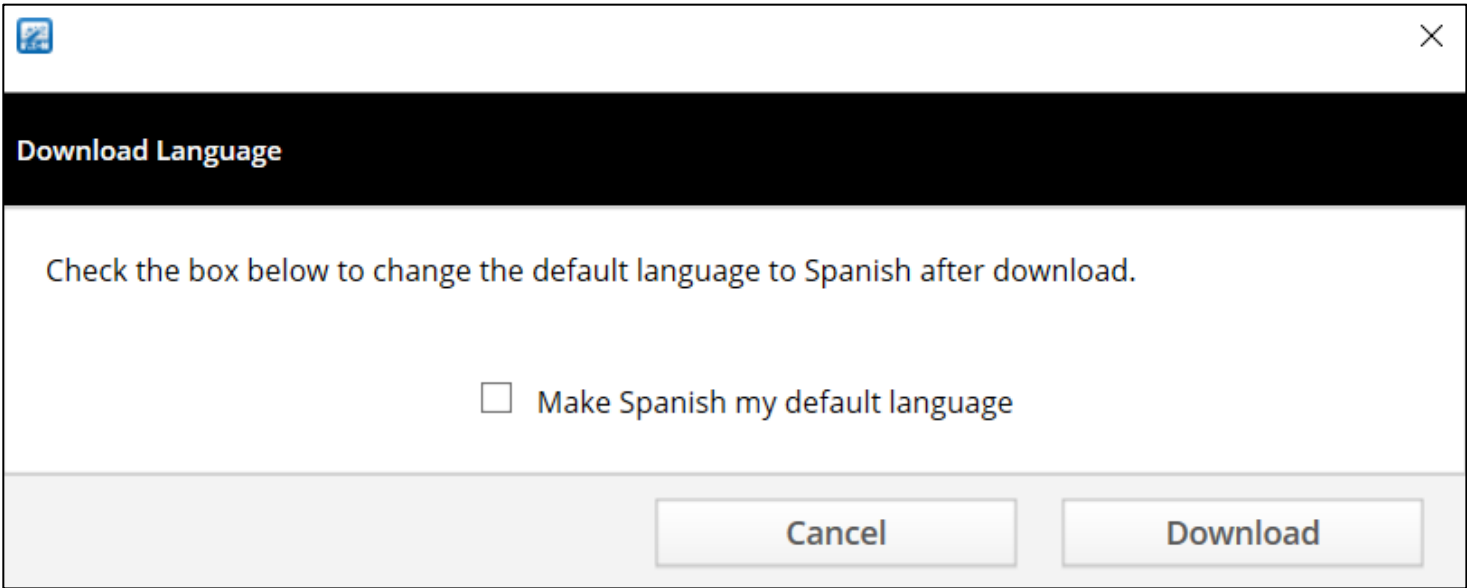 Download Language
Check the box below to change the default language to Spanish after download.
Make Spanish my default language
Cancel Download